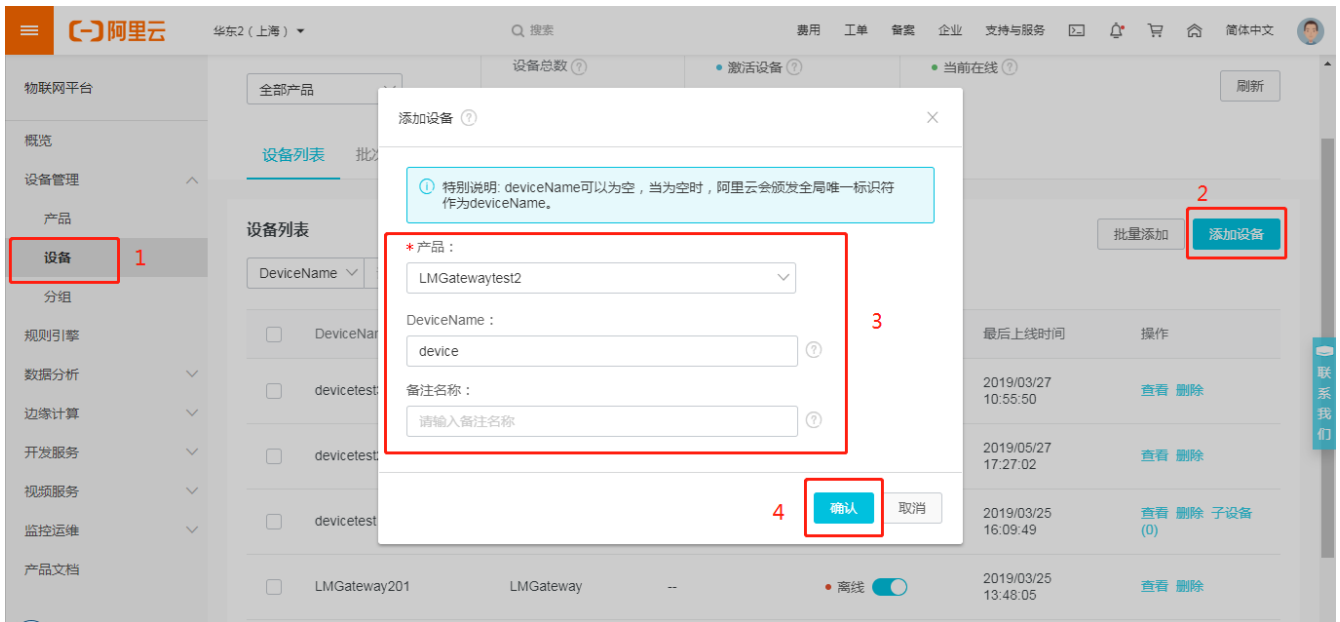 阿里云
华东2（上海）
搜索
费用 工单 备案 企业 支持与服务 简体中文
物联网平台
概览
设备管理
产品
设备
1
分组
规则引擎
数据分析
边缘计算
开发服务
视频服务
监控运维
产品文档
全部产品
设备总数
激活设备
当前在线
刷新
设备列表
设备列表
2
批量添加 添加设备
DeviceName
最后上线时间 操作
2019/03/27
10:55:50
查看 删除
2019/05/27
17:27:02
查看 删除
devicetest
2019/03/25
16:09:49
查看 删除 子设备
(0)
LMGateway201 LMGateway -- 离线
2019/03/25
13:48:05
查看 删除
添加设备
特别说明: deviceName可以为空，当为空时，阿里云会颁发全局唯一标识符
作为deviceName。
* 产品：
LMGatewaytest2
3
DeviceName：
device
备注名称：
请输入备注名称
4
确认 取消
联系我们